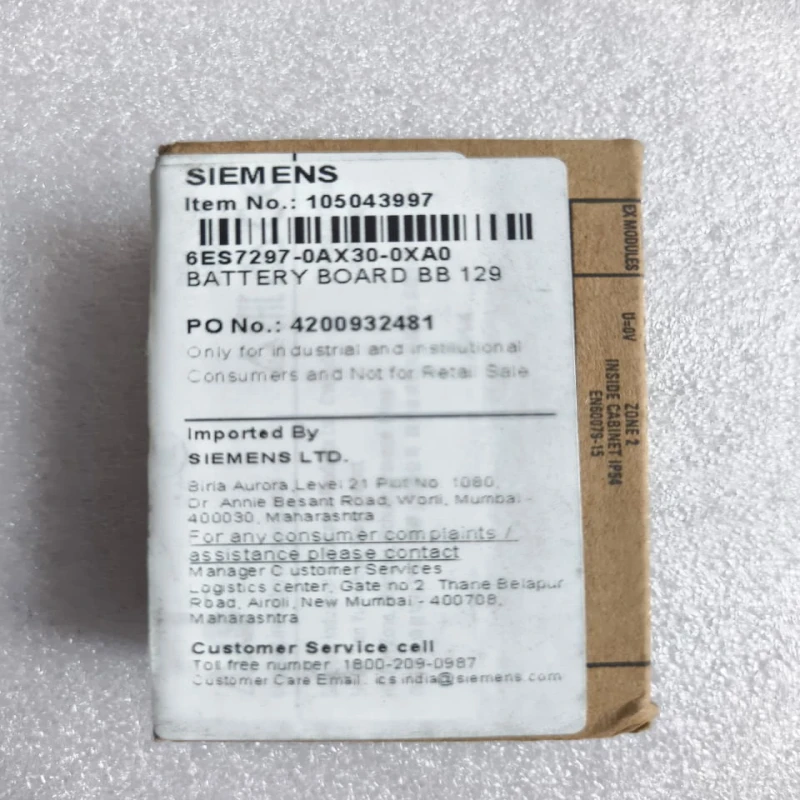 SIEMENS
Item No.: 105043997
6ES7297-0AX30-0XA0
BATTERY BOARD BB 129
PO No.: 4200932481
Only for industrial and institutional
Consumers and Not for Retail Sale
Imported By
SIEMENS LTD.
Birla Aurora,Level 21 Plot No. 1080,
Dr. Annie Besant Road, Worli, Mumbai -
400030, Maharashtra
For any consumer complaints /
assistance please contact
Manager Customer Services
Logistics center, Gate no 2 Thane Belapur
Road, Airoli, New Mumbai - 400708,
Maharashtra
Customer Service cell
Toll free number 1800-209-0987
Customer Care Email : ics.india@siemens.com
EX MODULES
U=0V
ZONE 2
INSIDE CABINET IP54
EN60079-15